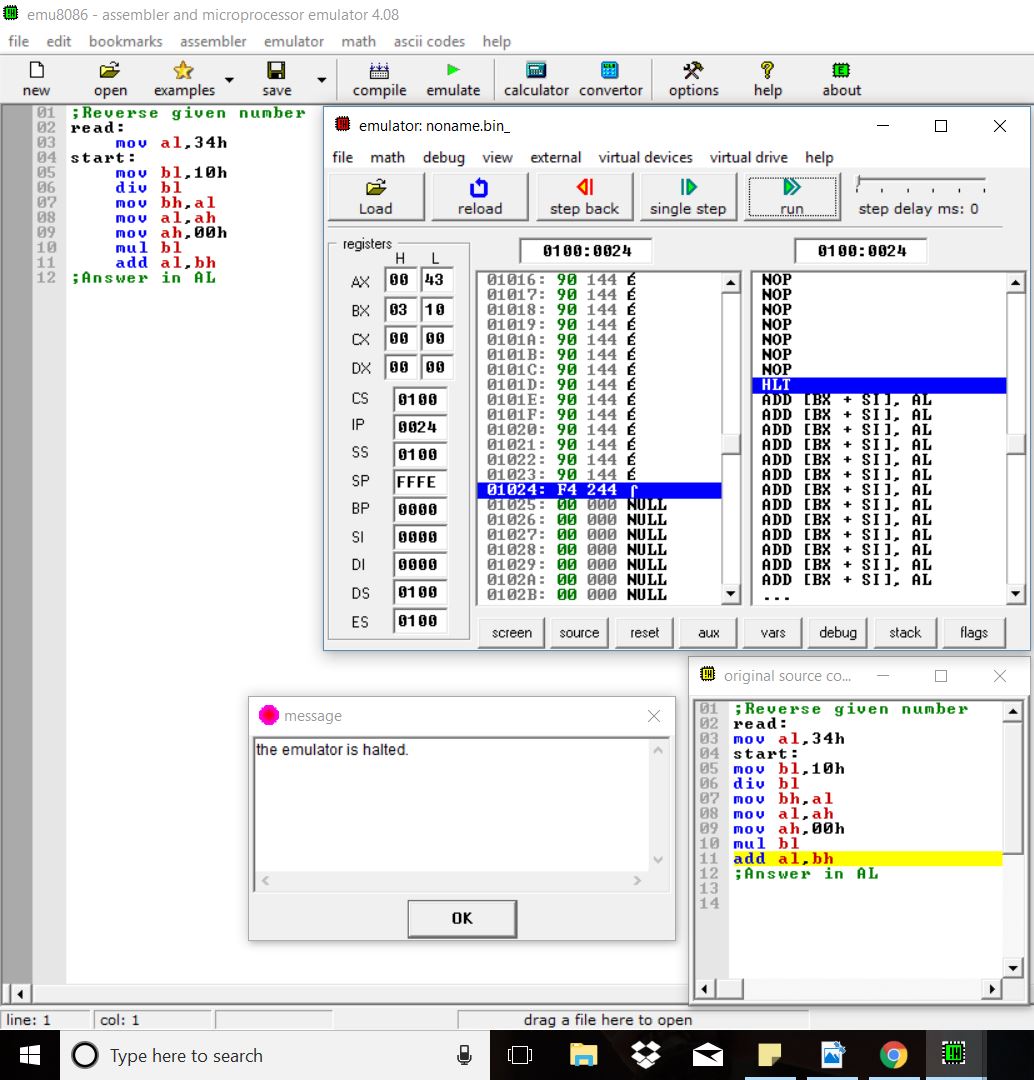 emu8086 - assembler and microprocessor emulator 4.08
file edit bookmarks assembler emulator math ascii codes help
new open examples save compile emulate calculator convertor options help about
01 ;Reverse given number
02 read:
03 mov al,34h
04 start:
05 mov bl,10h
06 div bl
07 mov bh,al
08 mov al,ah
09 mov ah,00h
10 mul bl
11 add al,bh
12 ;Answer in AL
emulator: noname.bin_
file math debug view external virtual devices virtual drive help
Load reload step back single step run step delay ms: 0
registers
H L
AX 00 43
BX 03 10
CX 00 00
DX 00 00
CS 0100
IP 0024
SS 0100
SP FFFE
BP 0000
SI 0000
DI 0000
DS 0100
ES 0100
0100:0024
01016: 90 144 É
01017: 90 144 É
01018: 90 144 É
01019: 90 144 É
0101A: 90 144 É
0101B: 90 144 É
0101C: 90 144 É
0101D: 90 144 É
0101E: 90 144 É
0101F: 90 144 É
01020: 90 144 É
01021: 90 144 É
01022: 90 144 É
01023: 90 144 É
01024: F4 244 ⌠
01025: 00 000 NULL
01026: 00 000 NULL
01027: 00 000 NULL
01028: 00 000 NULL
01029: 00 000 NULL
0102A: 00 000 NULL
0102B: 00 000 NULL
0100:0024
NOP
NOP
NOP
NOP
NOP
NOP
NOP
HLT
ADD [BX + SI], AL
ADD [BX + SI], AL
ADD [BX + SI], AL
ADD [BX + SI], AL
ADD [BX + SI], AL
ADD [BX + SI], AL
ADD [BX + SI], AL
ADD [BX + SI], AL
ADD [BX + SI], AL
ADD [BX + SI], AL
ADD [BX + SI], AL
ADD [BX + SI], AL
ADD [BX + SI], AL
...
screen source reset aux vars debug stack flags
message
the emulator is halted.
OK
original source co...
01 ;Reverse given number
02 read:
03 mov al,34h
04 start:
05 mov bl,10h
06 div bl
07 mov bh,al
08 mov al,ah
09 mov ah,00h
10 mul bl
11 add al,bh
12 ;Answer in AL
13
14
line: 1 col: 1 drag a file here to open
Type here to search